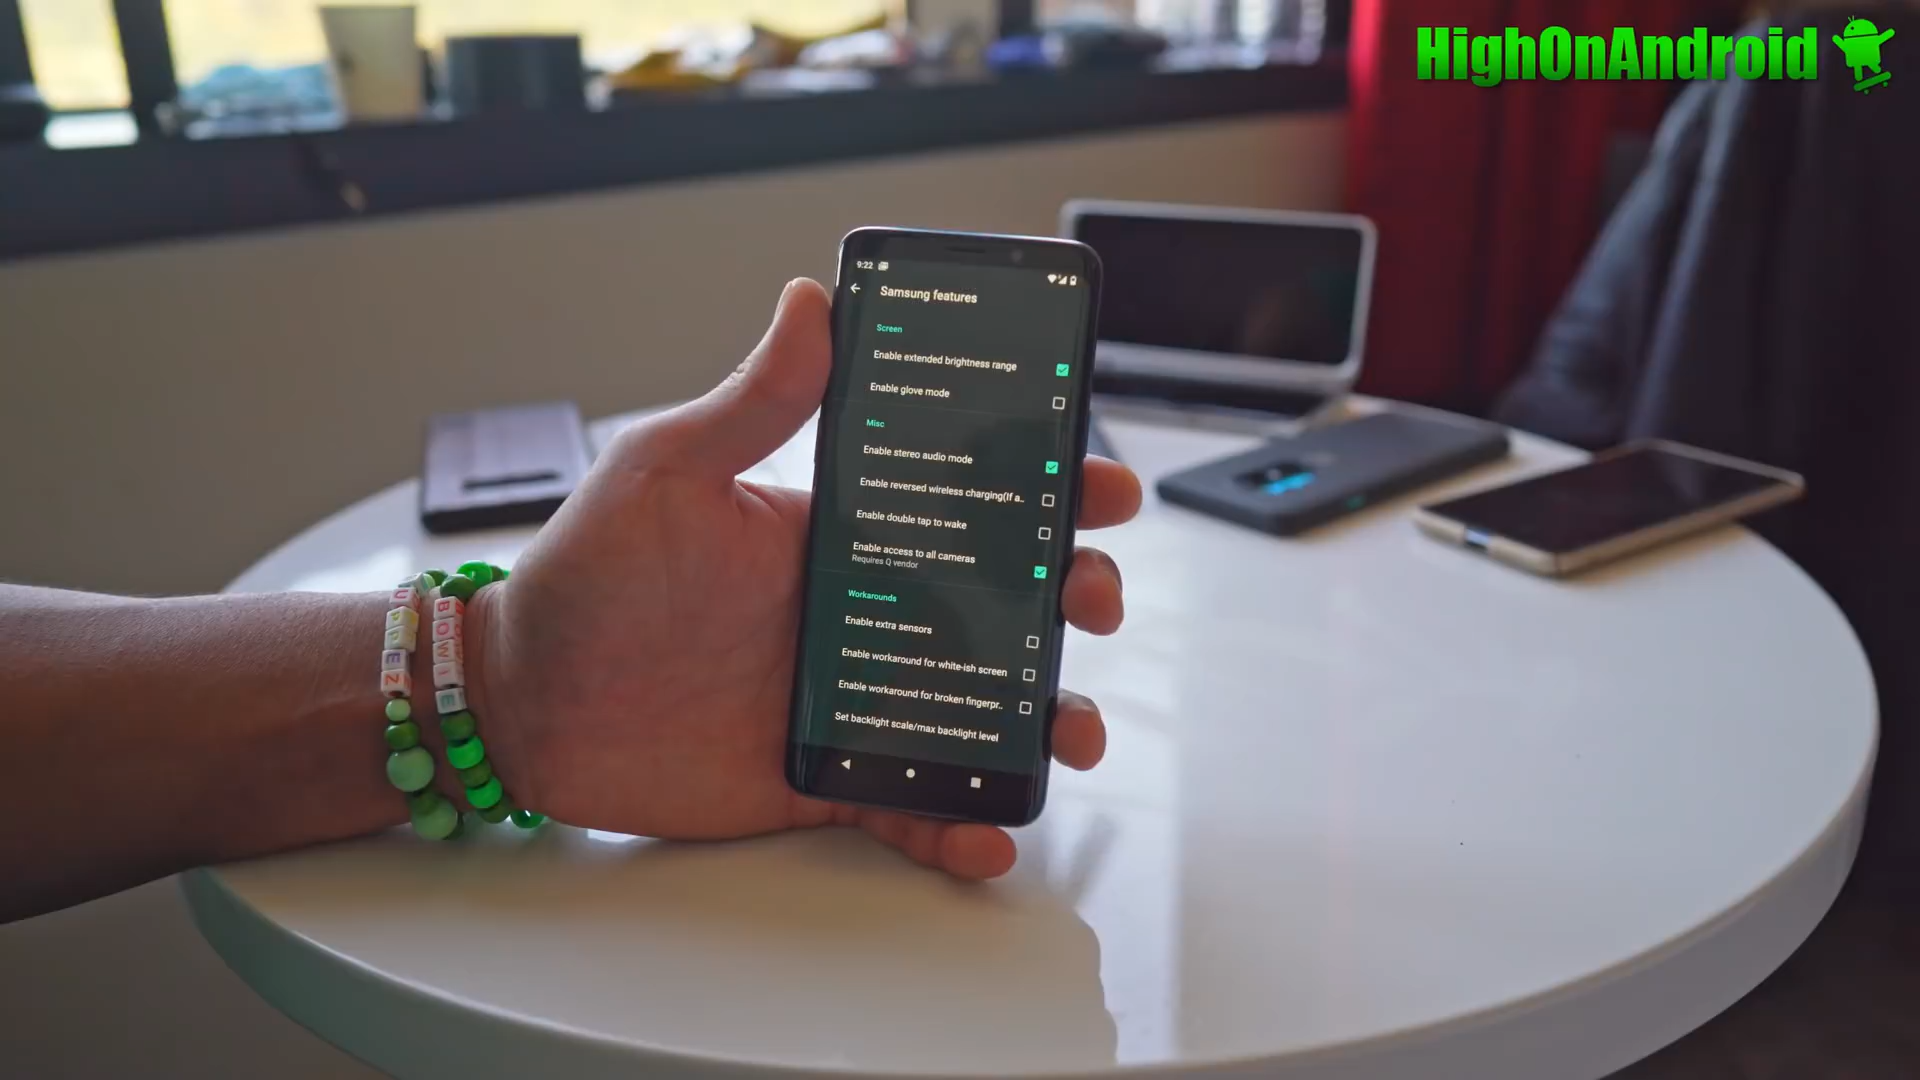 HighOnAndroid
9:22
Samsung features
Screen
Enable extended brightness range
Enable glove mode
Misc
Enable stereo audio mode
Enable reversed wireless charging(If a..
Enable double tap to wake
Enable access to all cameras
Requires Q vendor
Workarounds
Enable extra sensors
Enable workaround for white-ish screen
Enable workaround for broken fingerpr..
Set backlight scale/max backlight level
UPPEZ
BOWIE